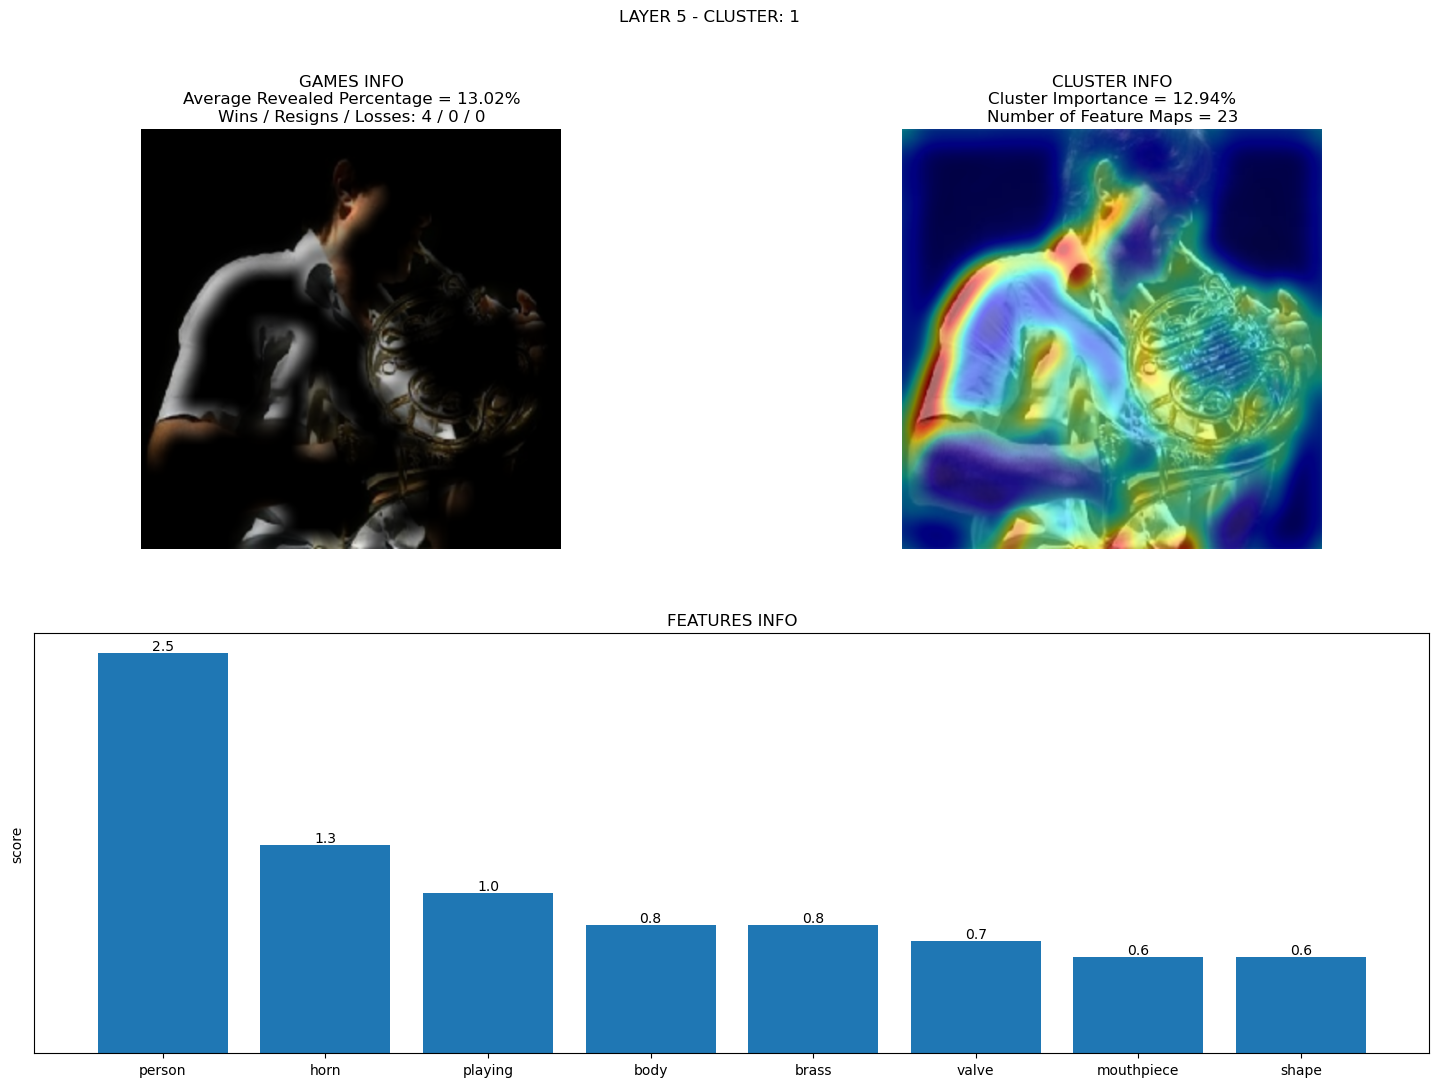 LAYER 5 - CLUSTER: 1
GAMES INFO
Average Revealed Percentage = 13.02%
Wins / Resigns / Losses: 4 / 0 / 0
CLUSTER INFO
Cluster Importance = 12.94%
Number of Feature Maps = 23
FEATURES INFO
score
2.5
1.3
1.0
0.8
0.8
0.7
0.6
0.6
person
horn
playing
body
brass
valve
mouthpiece
shape